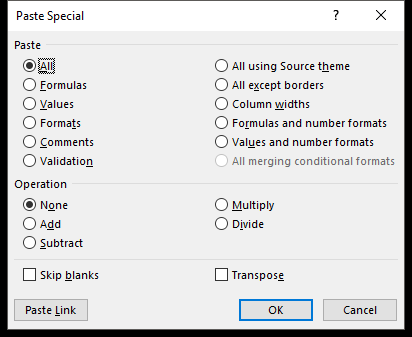 Paste Special ? ×
Paste
All
All using Source theme
Formulas
All except borders
Values
Column widths
Formats
Formulas and number formats
Comments
Values and number formats
Validation
All merging conditional formats
Operation
None
Multiply
Add
Divide
Subtract
Skip blanks
Transpose
Paste Link
OK
Cancel